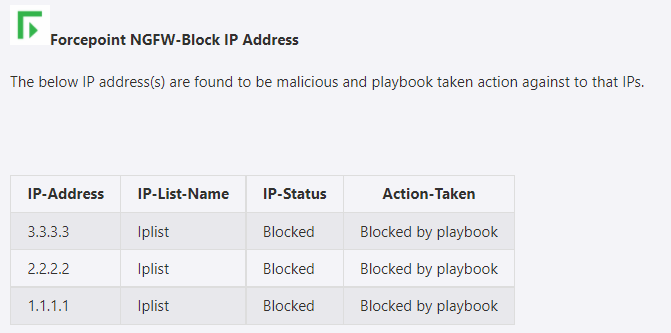 Forcepoint NGFW-Block IP Address
The below IP address(es) are found to be malicious and playbook taken action against to that IPs.
IP-Address IP-List-Name IP-Status Action-Taken
3.3.3.3 Iplist Blocked Blocked by playbook
2.2.2.2 Iplist Blocked Blocked by playbook
1.1.1.1 Iplist Blocked Blocked by playbook